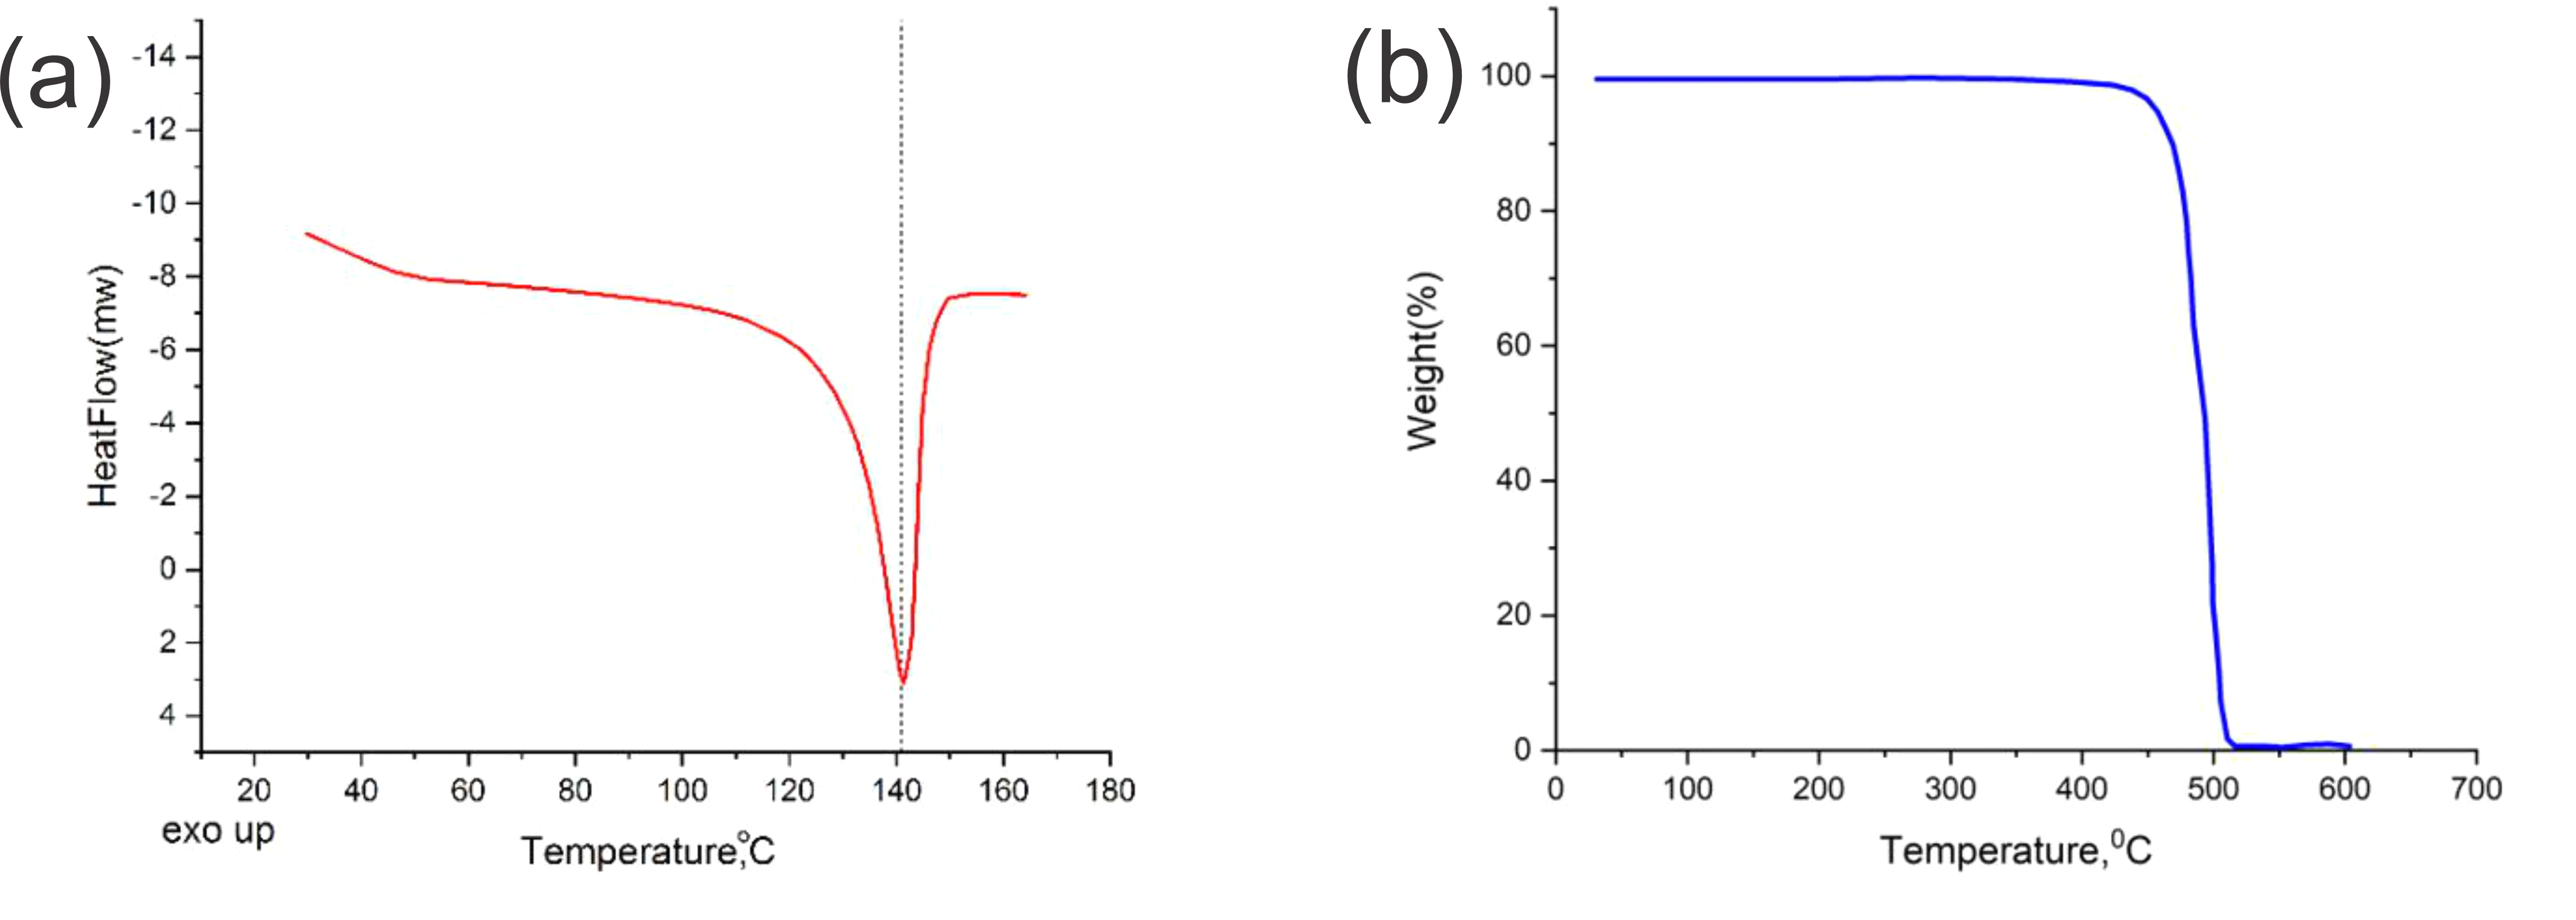 (a)
-14
-12
-10
-8
-6
-4
-2
0
2
4
HeatFlow(mw)
20 40 60 80 100 120 140 160 180
exo up
Temperature,°C
(b)
100
80
60
40
20
0
Weight(%)
0 100 200 300 400 500 600 700
Temperature,⁰C